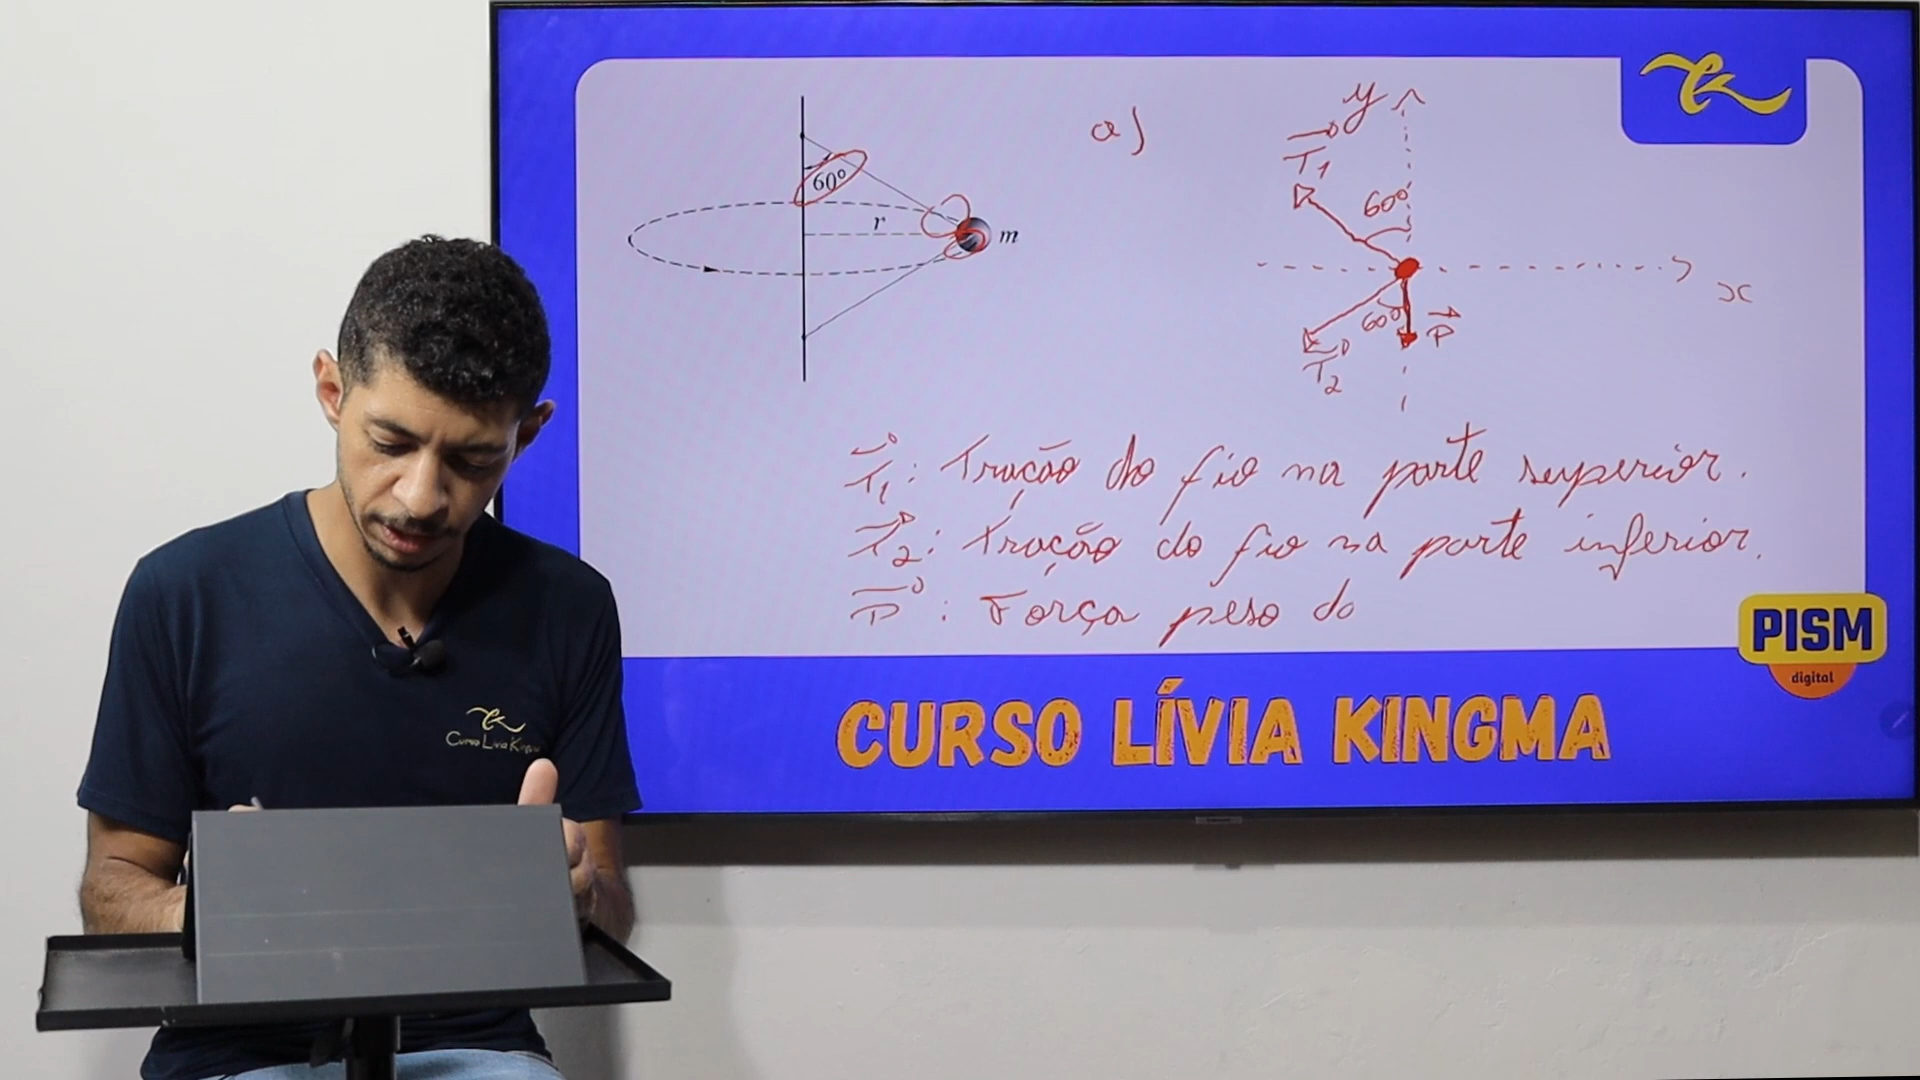 a)
y
T₁
60°
60°
r
m
x
60°
P
T₂
T₁: Tração do fio na parte superior.
T₂: Tração do fio na parte inferior.
P: Força peso do
PISM
digital
CURSO LÍVIA KINGMA
Curso Lívia Kingma